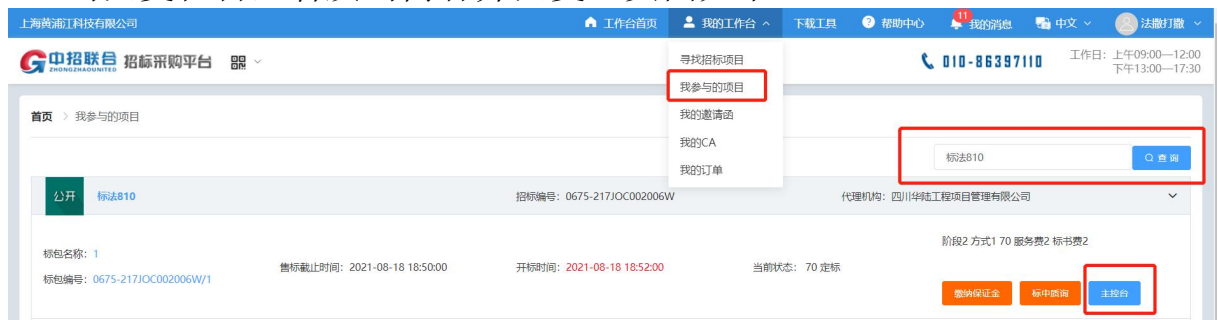 上海黄浦江科技有限公司 工作台首页 我的工作台 下载工具 帮助中心 11 我的消息 中文 法撒打撒
中招联合 ZHONGZHAOUNITED 招标采购平台 010-86397110 工作日: 上午09:00—12:00
下午13:00—17:30
寻找招标项目
我参与的项目
我的邀请函
我的CA
我的订单
首页 > 我参与的项目
标法810 查询
公开 标法810 招标编号: 0675-217JOC002006W 代理机构: 四川华陆工程项目管理有限公司
阶段2 方式1 70 服务费2 标书费2
标包名称: 1
售标截止时间: 2021-08-18 18:50:00 开标时间: 2021-08-18 18:52:00 当前状态: 70 定标
标包编号: 0675-217JOC002006W/1
缴纳保证金 标中质询 主控台